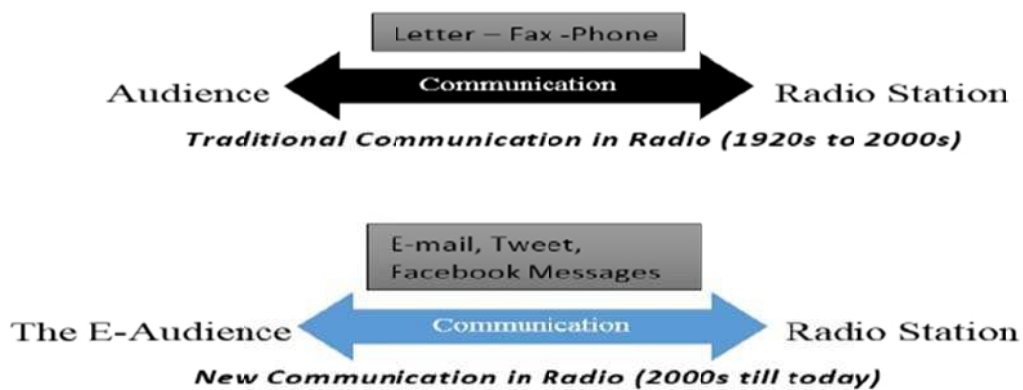 Letter – Fax -Phone
Communication
Audience
Radio Station
Traditional Communication in Radio (1920s to 2000s)
E-mail, Tweet,
Facebook Messages
Communication
The E-Audience
Radio Station
New Communication in Radio (2000s till today)